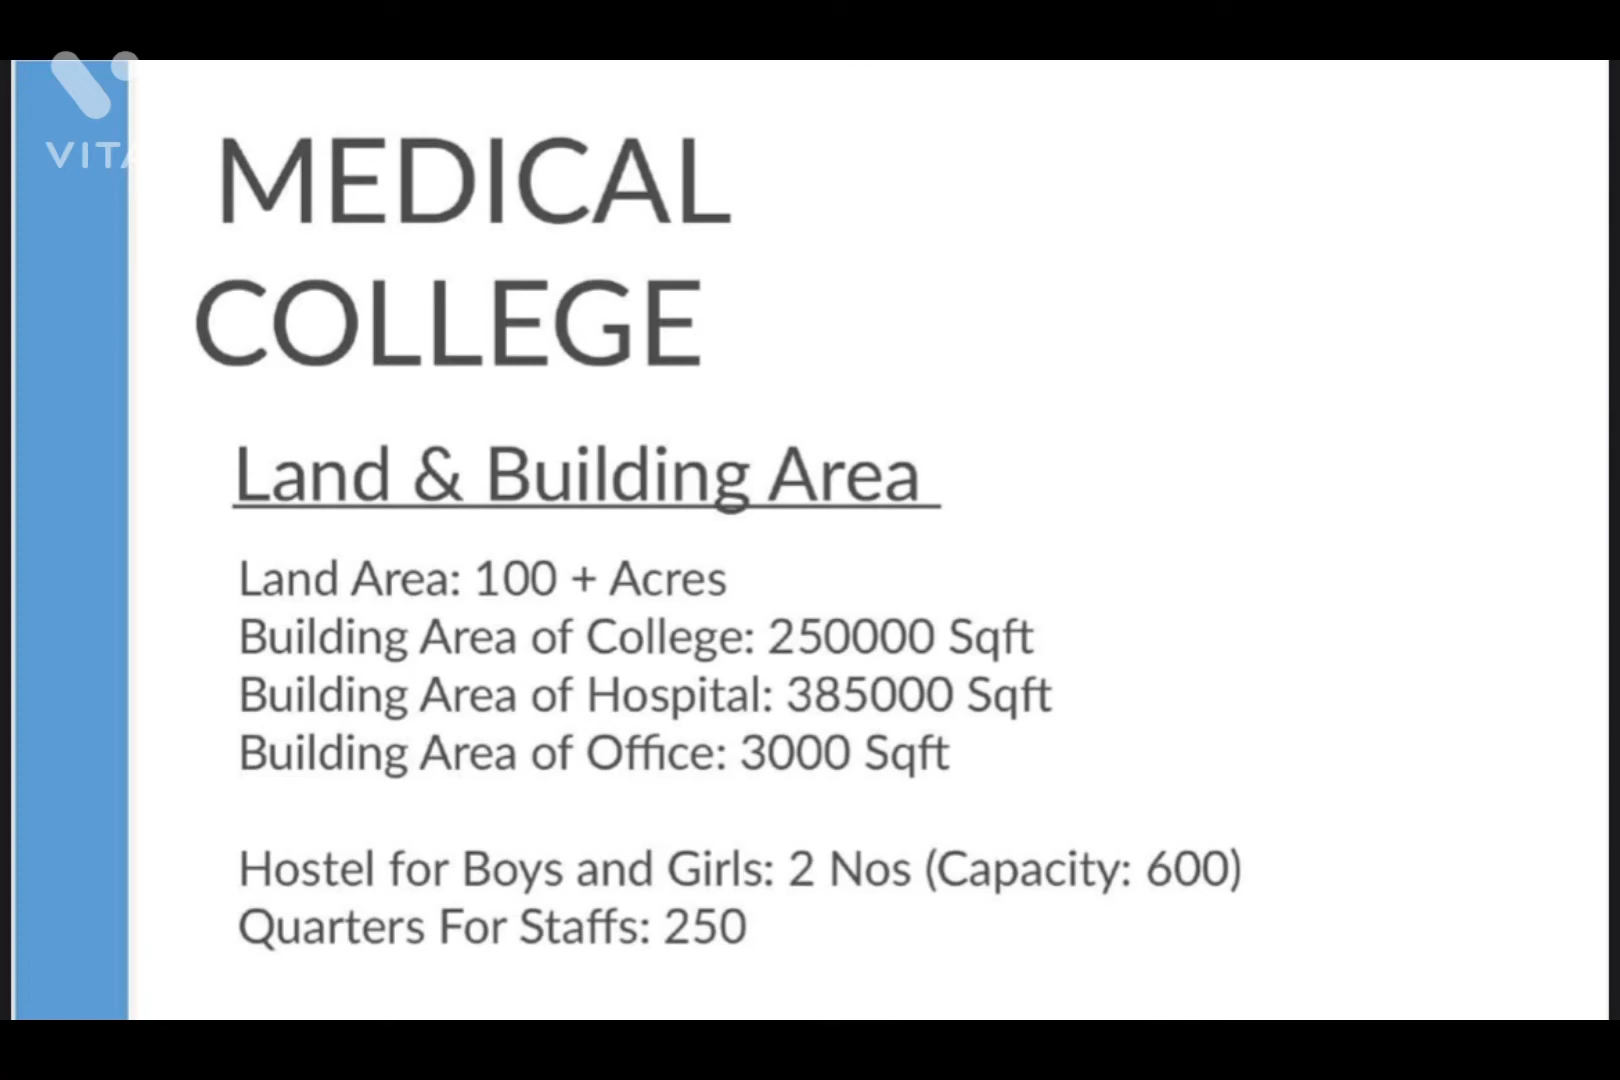 VITA
MEDICAL
COLLEGE
Land & Building Area
Land Area: 100 + Acres
Building Area of College: 250000 Sqft
Building Area of Hospital: 385000 Sqft
Building Area of Office: 3000 Sqft
Hostel for Boys and Girls: 2 Nos (Capacity: 600)
Quarters For Staffs: 250